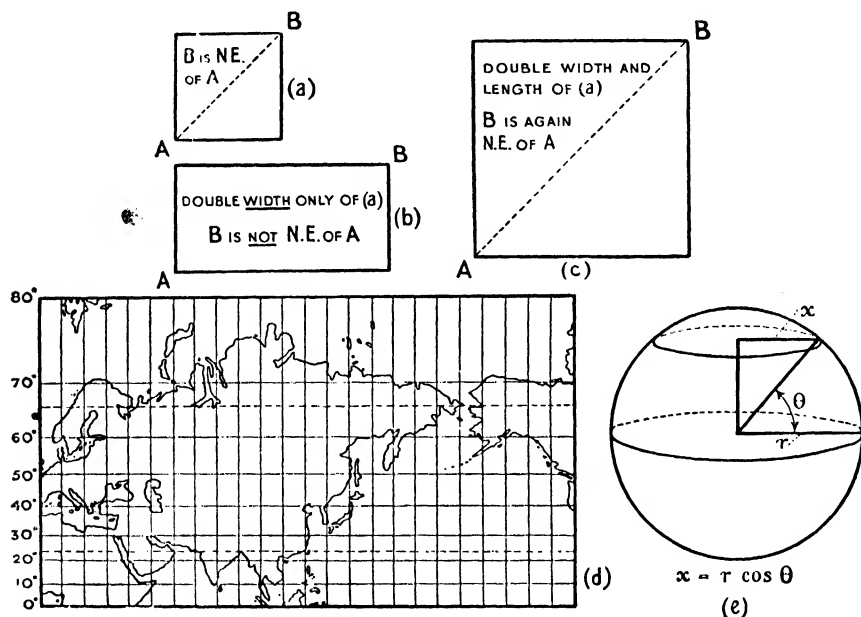 B
B IS N.E.
OF A
(a)
A
B
DOUBLE WIDTH ONLY OF (a)
B IS NOT N.E. OF A
(b)
A
B
DOUBLE WIDTH AND
LENGTH OF (a)
B IS AGAIN
N.E. OF A
A
(c)
80°
70°
60°
50°
40°
30°
20°
10°
0°
(d)
x
θ
r
x = r cos θ
(e)